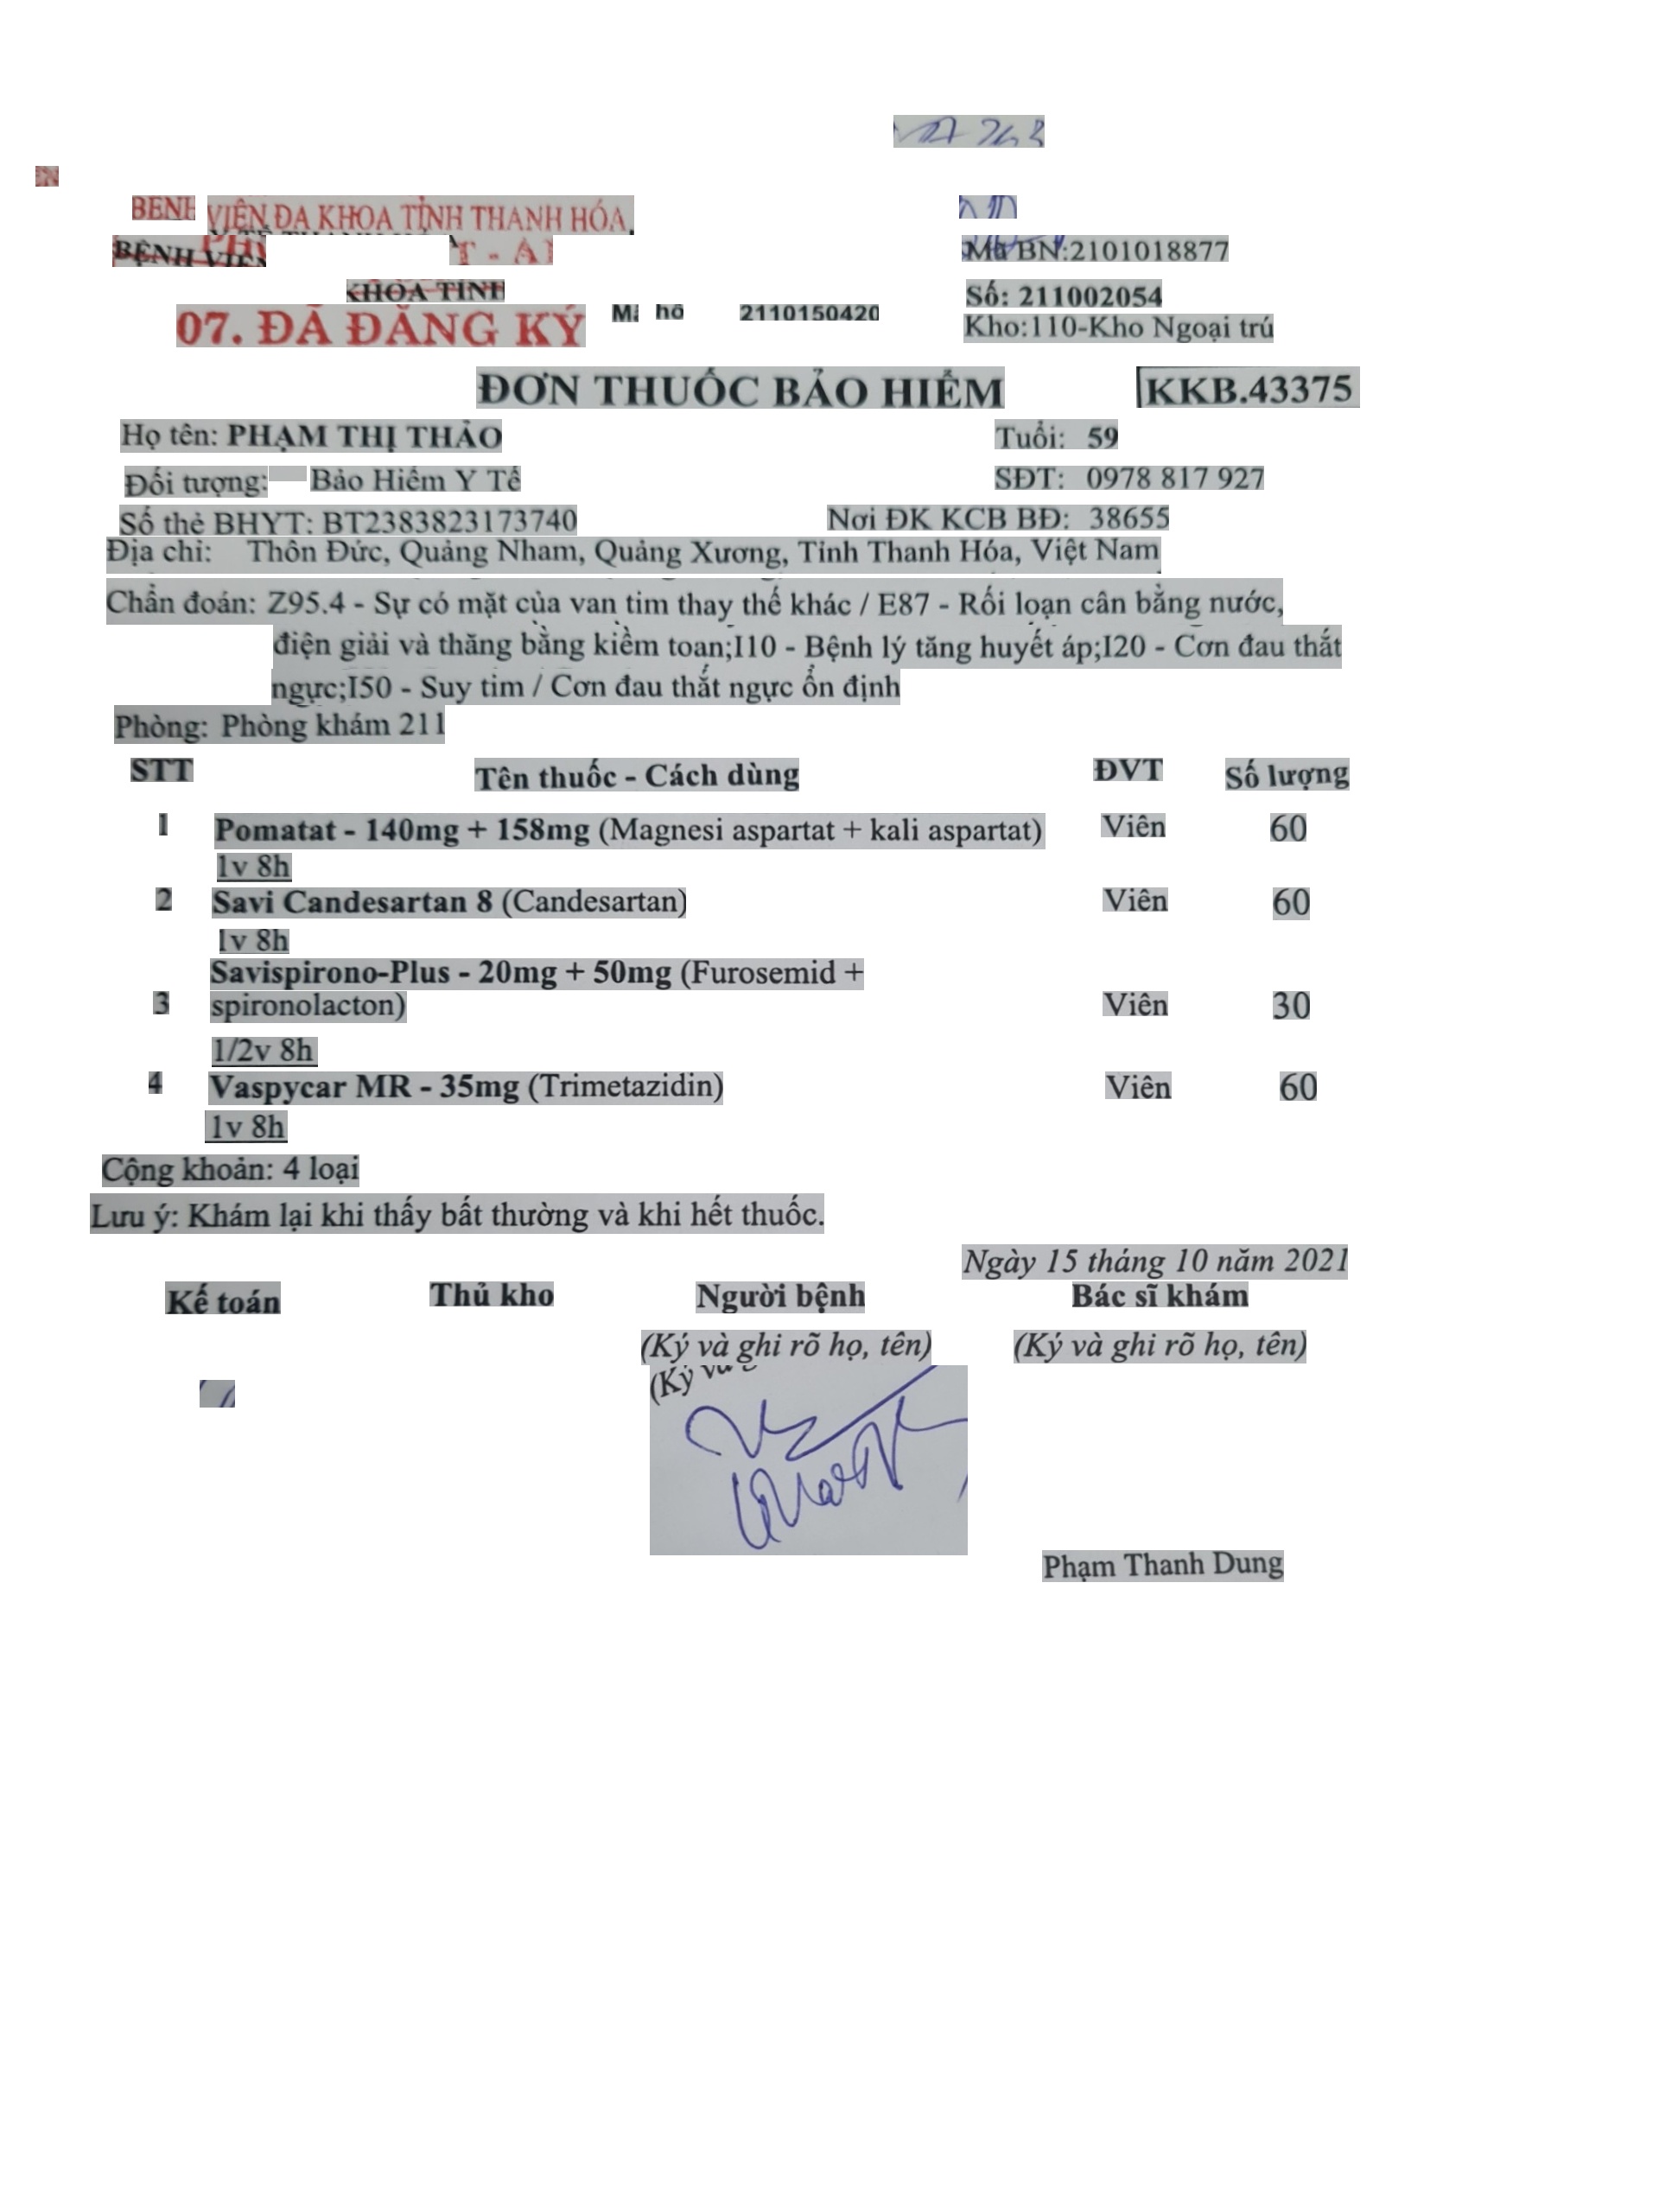 VIỆN ĐA KHOA TỈNH THANH HÓA
BỆNH VIỆN
Mã BN:2101018877
KHOA TỈNH
Số: 211002054
07. ĐÃ ĐĂNG KÝ
2110150420
Kho:110-Kho Ngoại trú
ĐƠN THUỐC BẢO HIỂM
KKB.43375
Họ tên: PHẠM THỊ THẢO Tuổi: 59
Đối tượng: Bảo Hiểm Y Tế SĐT: 0978 817 927
Số thẻ BHYT: BT2383823173740 Nơi ĐK KCB BĐ: 38655
Địa chỉ: Thôn Đức, Quảng Nham, Quảng Xương, Tỉnh Thanh Hóa, Việt Nam
Chẩn đoán: Z95.4 - Sự có mặt của van tim thay thế khác / E87 - Rối loạn cân bằng nước,
điện giải và thăng bằng kiềm toan;I10 - Bệnh lý tăng huyết áp;I20 - Cơn đau thắt
ngực;I50 - Suy tim / Cơn đau thắt ngực ổn định
Phòng: Phòng khám 211
STT Tên thuốc - Cách dùng ĐVT Số lượng
1 Pomatat - 140mg + 158mg (Magnesi aspartat + kali aspartat) Viên 60
1v 8h
2 Savi Candesartan 8 (Candesartan) Viên 60
1v 8h
Savispirono-Plus - 20mg + 50mg (Furosemid +
3 spironolacton) Viên 30
1/2v 8h
4 Vaspycar MR - 35mg (Trimetazidin) Viên 60
1v 8h
Cộng khoản: 4 loại
Lưu ý: Khám lại khi thấy bất thường và khi hết thuốc.
Ngày 15 tháng 10 năm 2021
Kế toán Thủ kho Người bệnh Bác sĩ khám
(Ký và ghi rõ họ, tên) (Ký và ghi rõ họ, tên)
Phạm Thanh Dung